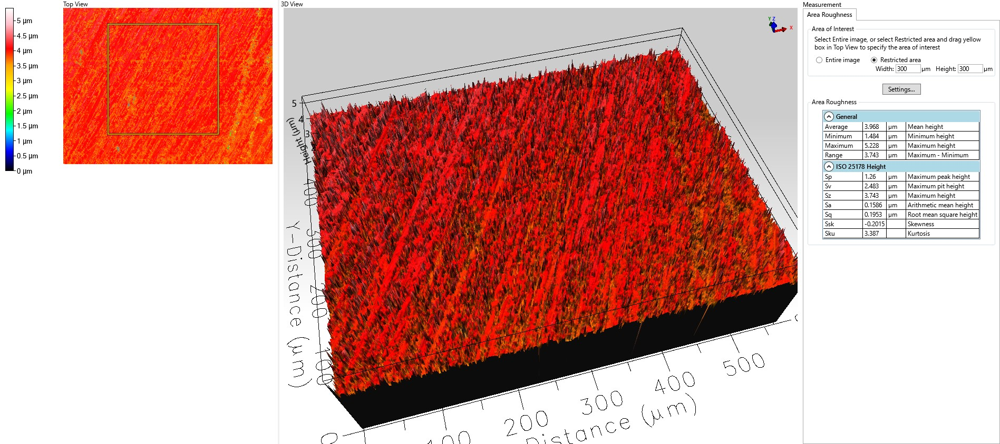 Top View
5 µm
4.5 µm
4 µm
3.5 µm
3 µm
2.5 µm
2 µm
1.5 µm
1 µm
0.5 µm
0 µm
3D View
Y Z
X
5
4
3
2
Height (µm)
400
300
200
100
0
Y-Distance (µm)
0
100
200
300
400
500
Distance (µm)
Measurement
Area Roughness
Area of Interest
Select Entire image, or select Restricted area and drag yellow
box in Top View to specify the area of interest
Entire image Restricted area
Width: 300 µm Height: 300 µm
Settings...
Area Roughness
General
Average 3.968 µm Mean height
Minimum 1.484 µm Minimum height
Maximum 5.228 µm Maximum height
Range 3.743 µm Maximum - Minimum
ISO 25178 Height
Sp 1.26 µm Maximum peak height
Sv 2.483 µm Maximum pit height
Sz 3.743 µm Maximum height
Sa 0.1586 µm Arithmetic mean height
Sq 0.1953 µm Root mean square height
Ssk -0.2015 Skewness
Sku 3.387 Kurtosis